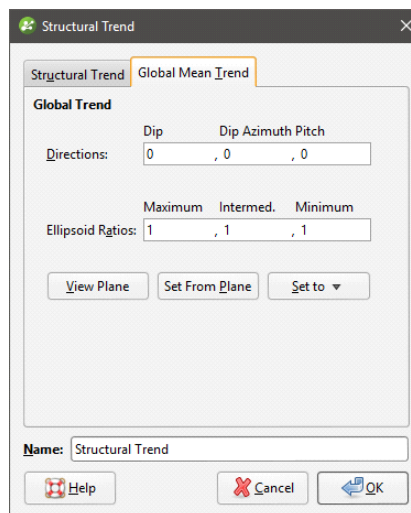 Structural Trend
Structural Trend Global Mean Trend
Global Trend
Dip Dip Azimuth Pitch
Directions: 0 , 0 , 0
Maximum Intermed. Minimum
Ellipsoid Ratios: 1 , 1 , 1
View Plane Set From Plane Set to
Name: Structural Trend
Help Cancel OK